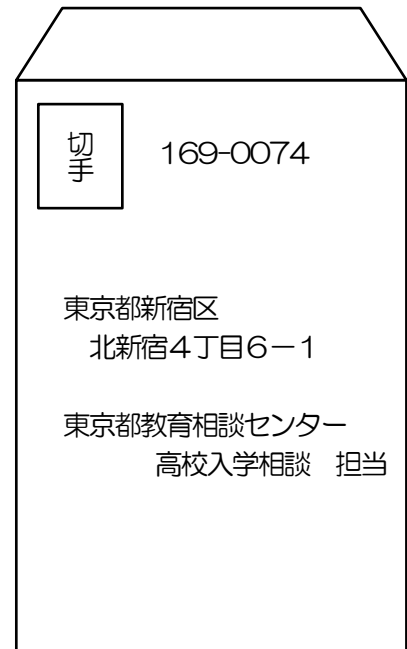 切手
169-0074
東京都新宿区
北新宿4丁目6－1
東京都教育相談センター
高校入学相談　担当